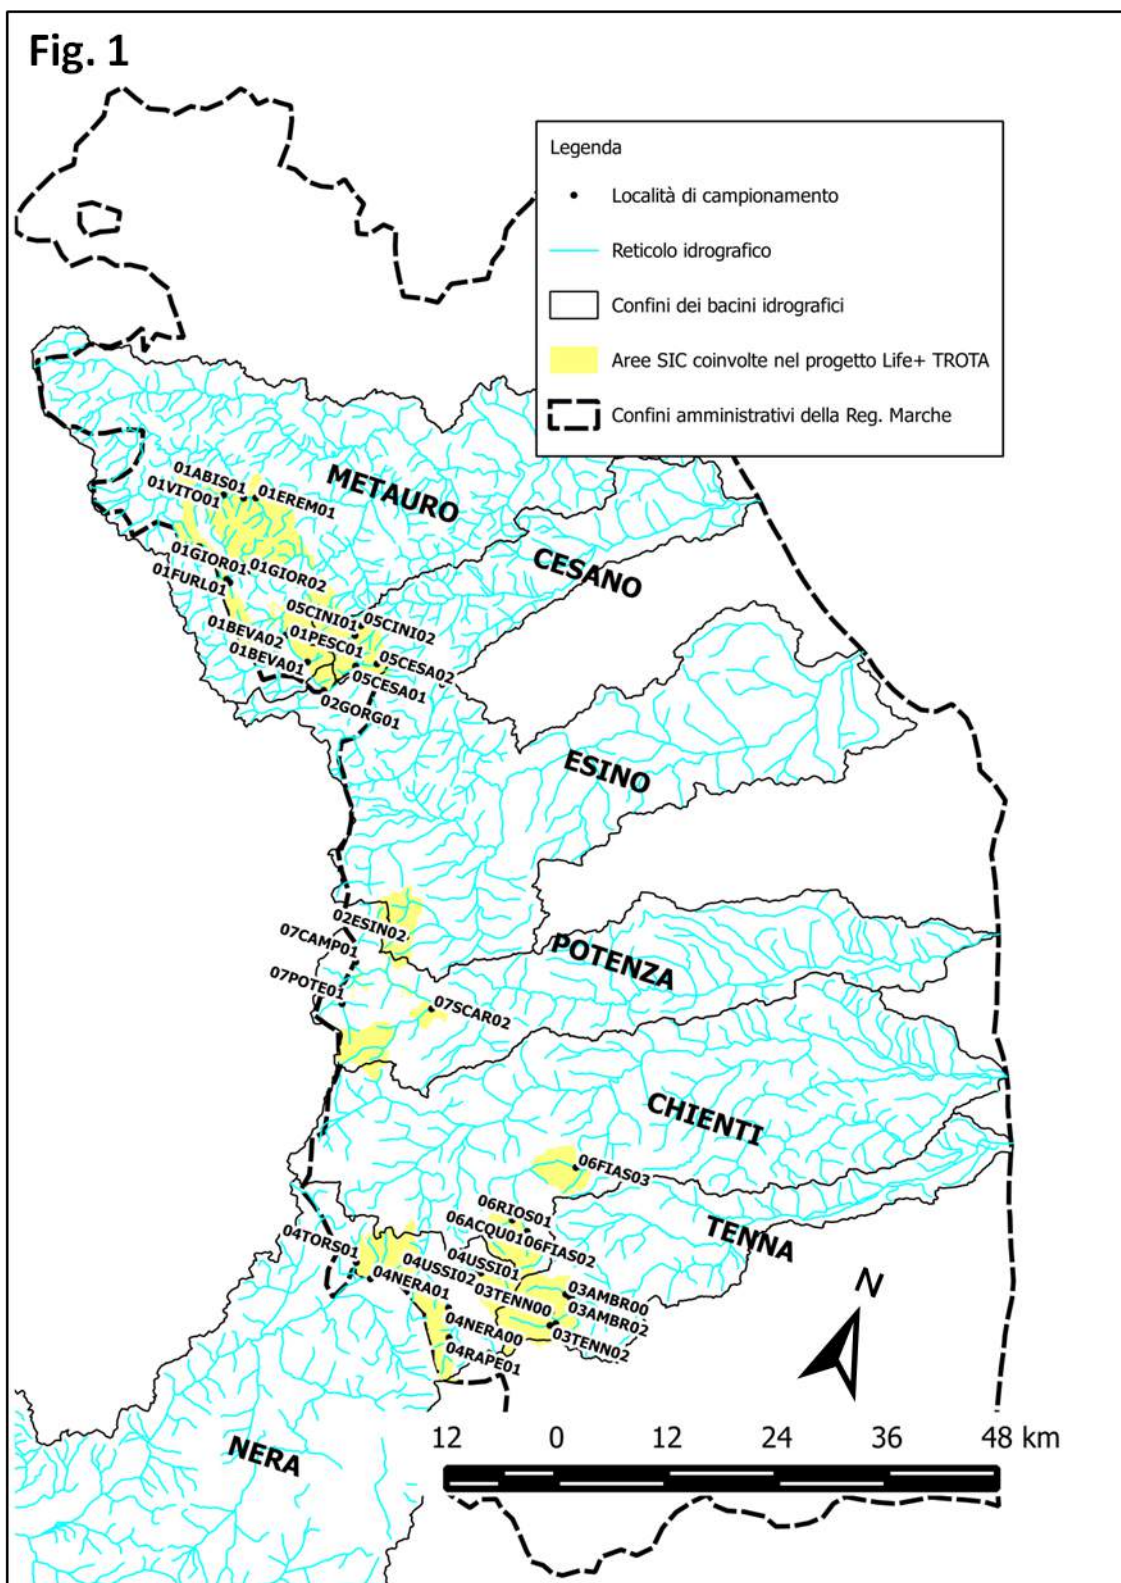 Fig. 1
Legenda
Località di campionamento
Reticolo idrografico
Confini dei bacini idrografici
Aree SIC coinvolte nel progetto Life+ TROTA
Confini amministrativi della Reg. Marche
METAURO
01ABIS01
01VITO01
01EREM01
CESANO
01GIOR01
01GIOR02
01FURL01
05CINI01
05CINI02
01BEVA02
01PESC01
01BEVA01
05CESA02
05CESA01
02GORG01
ESINO
02ESIN02
07CAMP01
POTENZA
07POTE01
07SCAR02
CHIENTI
06FIAS03
06RIOS01
06ACQU01
06FIAS02
TENNA
04TORS01
04USSI01
04USSI02
04NERA01
03TENN00
03AMBR00
03AMBR02
04NERA00
03TENN02
04RAPE01
N
NERA
12 0 12 24 36 48 km